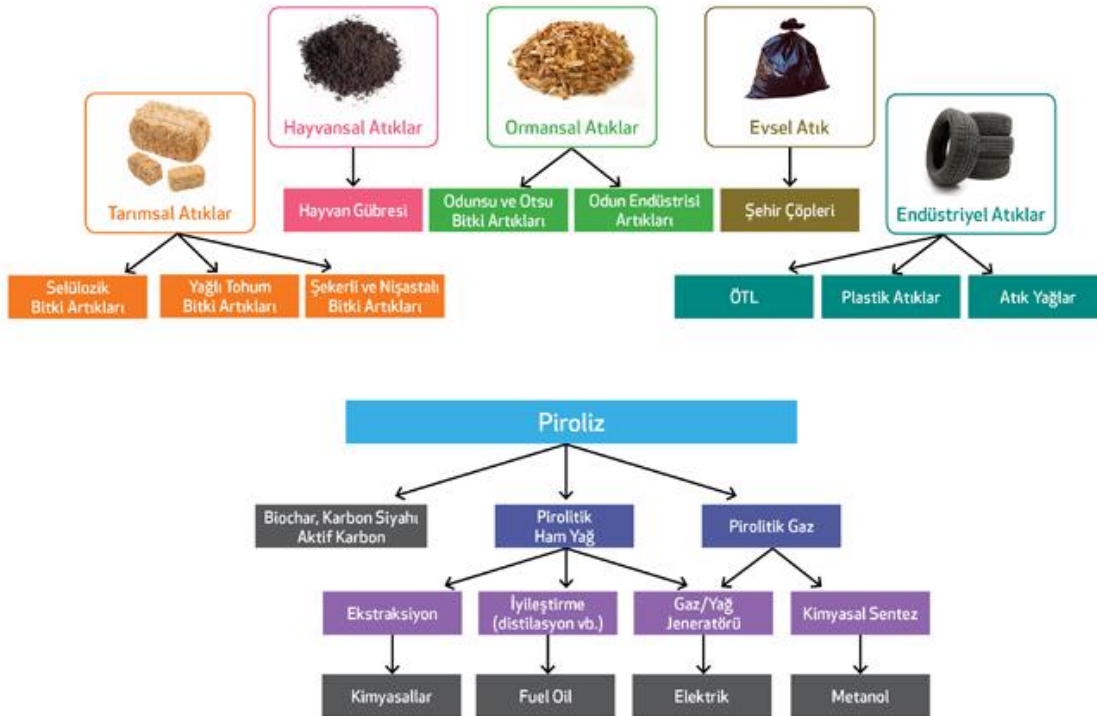 Hayvansal Atıklar
Ormansal Atıklar
Evsel Atık
Tarımsal Atıklar
Endüstriyel Atıklar
Hayvan Gübresi
Odunsu ve Otsu
Bitki Artıkları
Odun Endüstrisi
Artıkları
Şehir Çöpleri
Selülozik
Bitki Artıkları
Yağlı Tohum
Bitki Artıkları
Şekerli ve Nişastalı
Bitki Artıkları
ÖTL
Plastik Atıklar
Atık Yağlar
Piroliz
Biochar, Karbon Siyahı
Aktif Karbon
Pirolitik
Ham Yağ
Pirolitik Gaz
Ekstraksiyon
İyileştirme
(distilasyon vb.)
Gaz/Yağ
Jeneratörü
Kimyasal Sentez
Kimyasallar
Fuel Oil
Elektrik
Metanol